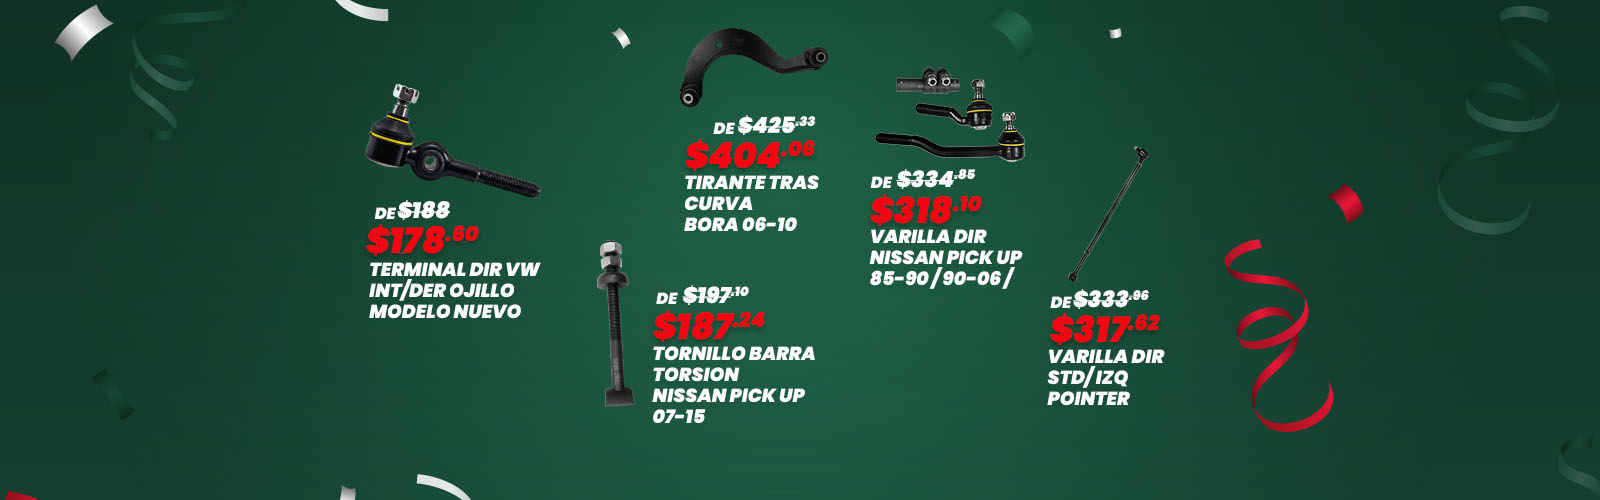 DE $188
$178.60
TERMINAL DIR VW
INT/DER OJILLO
MODELO NUEVO
DE $425.33
$404.06
TIRANTE TRAS
CURVA
BORA 06-10
DE $197.10
$187.24
TORNILLO BARRA
TORSION
NISSAN PICK UP
07-15
DE $334.85
$318.10
VARILLA DIR
NISSAN PICK UP
85-90 / 90-06 /
DE $333.96
$317.62
VARILLA DIR
STD/IZQ
POINTER